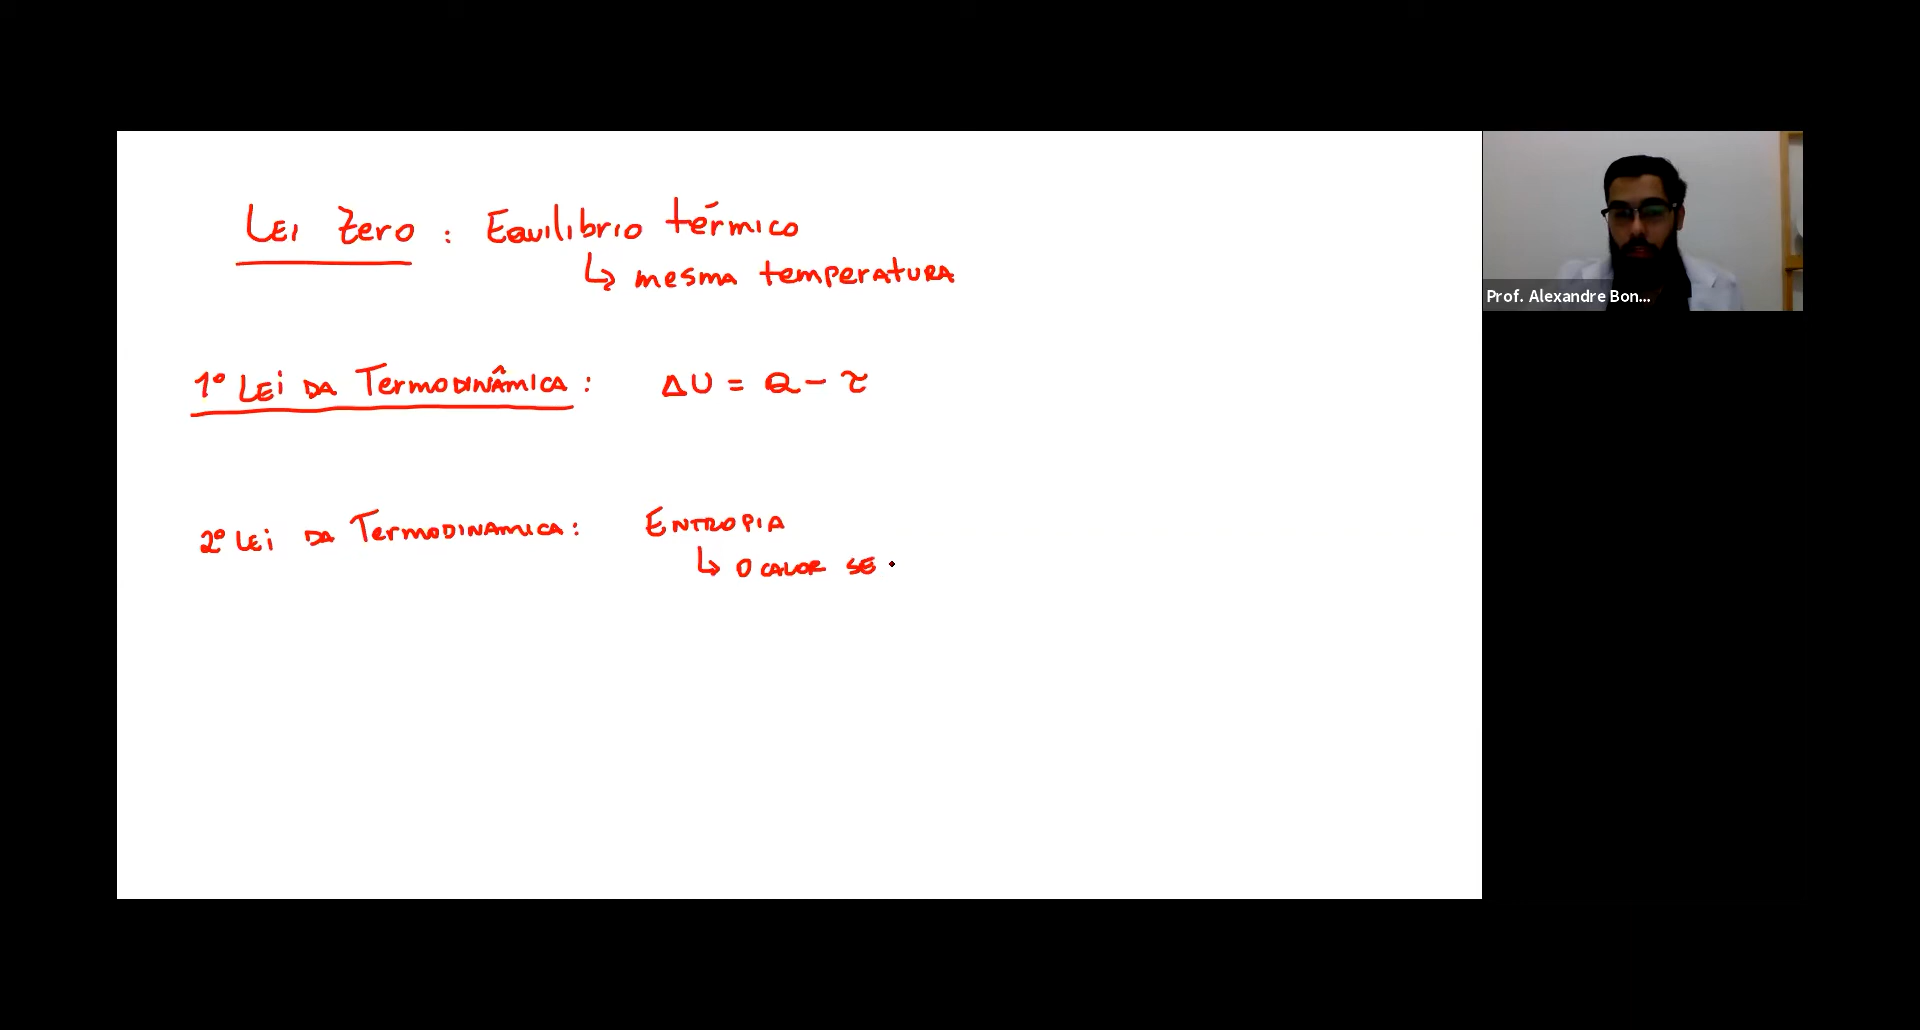 Lei Zero : Equilibrio térmico
↳ mesma temperatura
1º Lei da Termodinâmica : ΔU = Q - τ
2º Lei da Termodinamica : Entropia
↳ O calor se
Prof. Alexandre Bon...